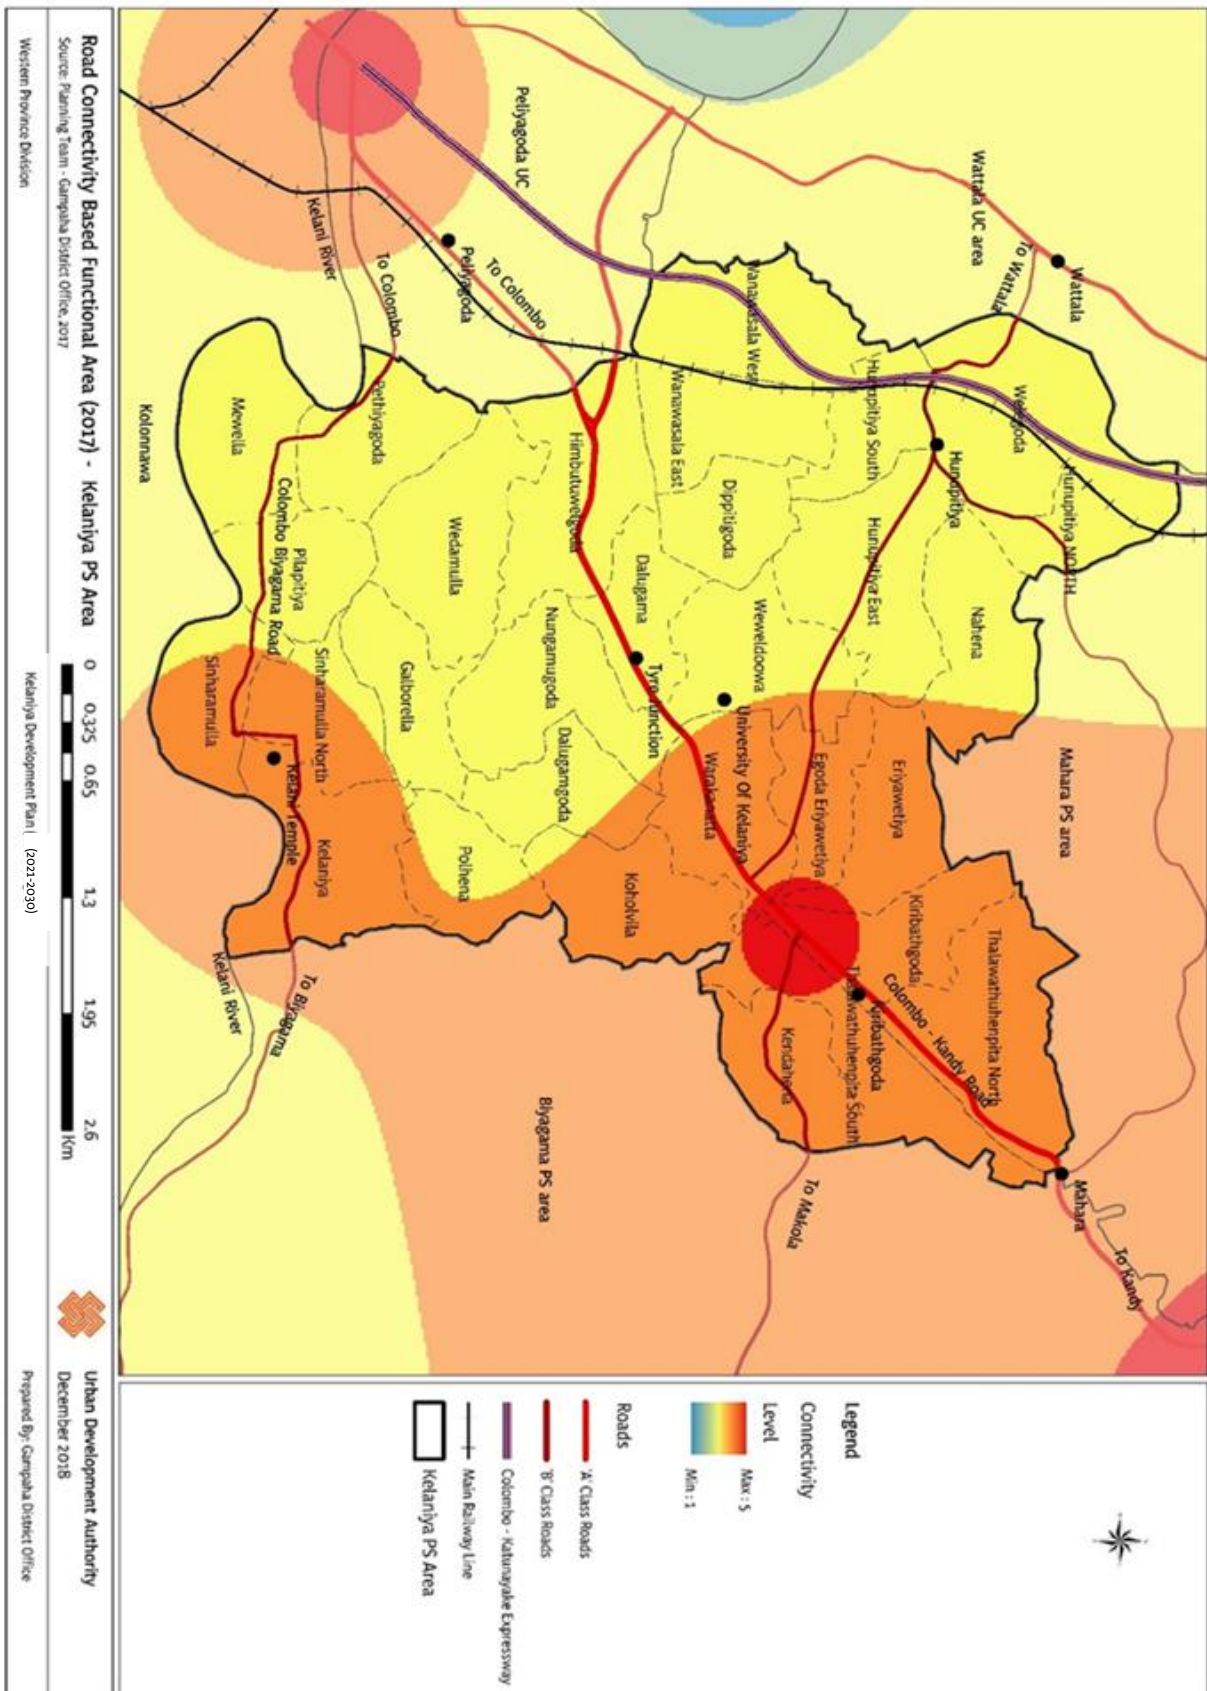 Wattala UC area
Wattala
To Wattala
Peliyagoda UC
Peliyagoda
To Colombo
To Colombo
Kelani River
Wanawasala West
Welegoda
Hunupitiya NORTH
Hunupitiya South
Hunupitiya
Hunupitiya East
Nahena
Wanawasala East
Dippitigoda
Himbutuwelgoda
Dalugama
Weweldoowa
Tyre Junction
University Of Kelaniya
Pethiyagoda
Wedamulla
Nungamugoda
Dalugamgoda
Galborella
Mewella
Kolonnawa
Pilapitiya
Colombo Biyagama Road
Sinharamulla
Sinharamulla North
Kelani Temple
Kelaniya
Polhena
Koholvila
Warakanatta
Egoda Eriyawetiya
Eriyawetiya
Mahara PS area
Kiribathgoda
Thalawathuhenpita North
Colombo - Kandy Road
Kiribathgoda
Thalawathuhenpita South
Kendahena
Mahara
To Kandy
To Makola
Biyagama PS area
To Biyagama
Kelani River
Legend
Connectivity
Level
Max : 5
Min : 1
Roads
'A' Class Roads
'B' Class Roads
Colombo - Katunayake Expressway
Main Railway Line
Kelaniya PS Area
Road Connectivity Based Functional Area (2017) - Kelaniya PS Area
Source: Planning Team - Gampaha District Office, 2017
0 0.325 0.65 1.3 1.95 2.6
Km
Urban Development Authority
December 2018
Western Province Division
Kelaniya Development Plan | (2021-2030)
Prepared By: Gampaha District Office